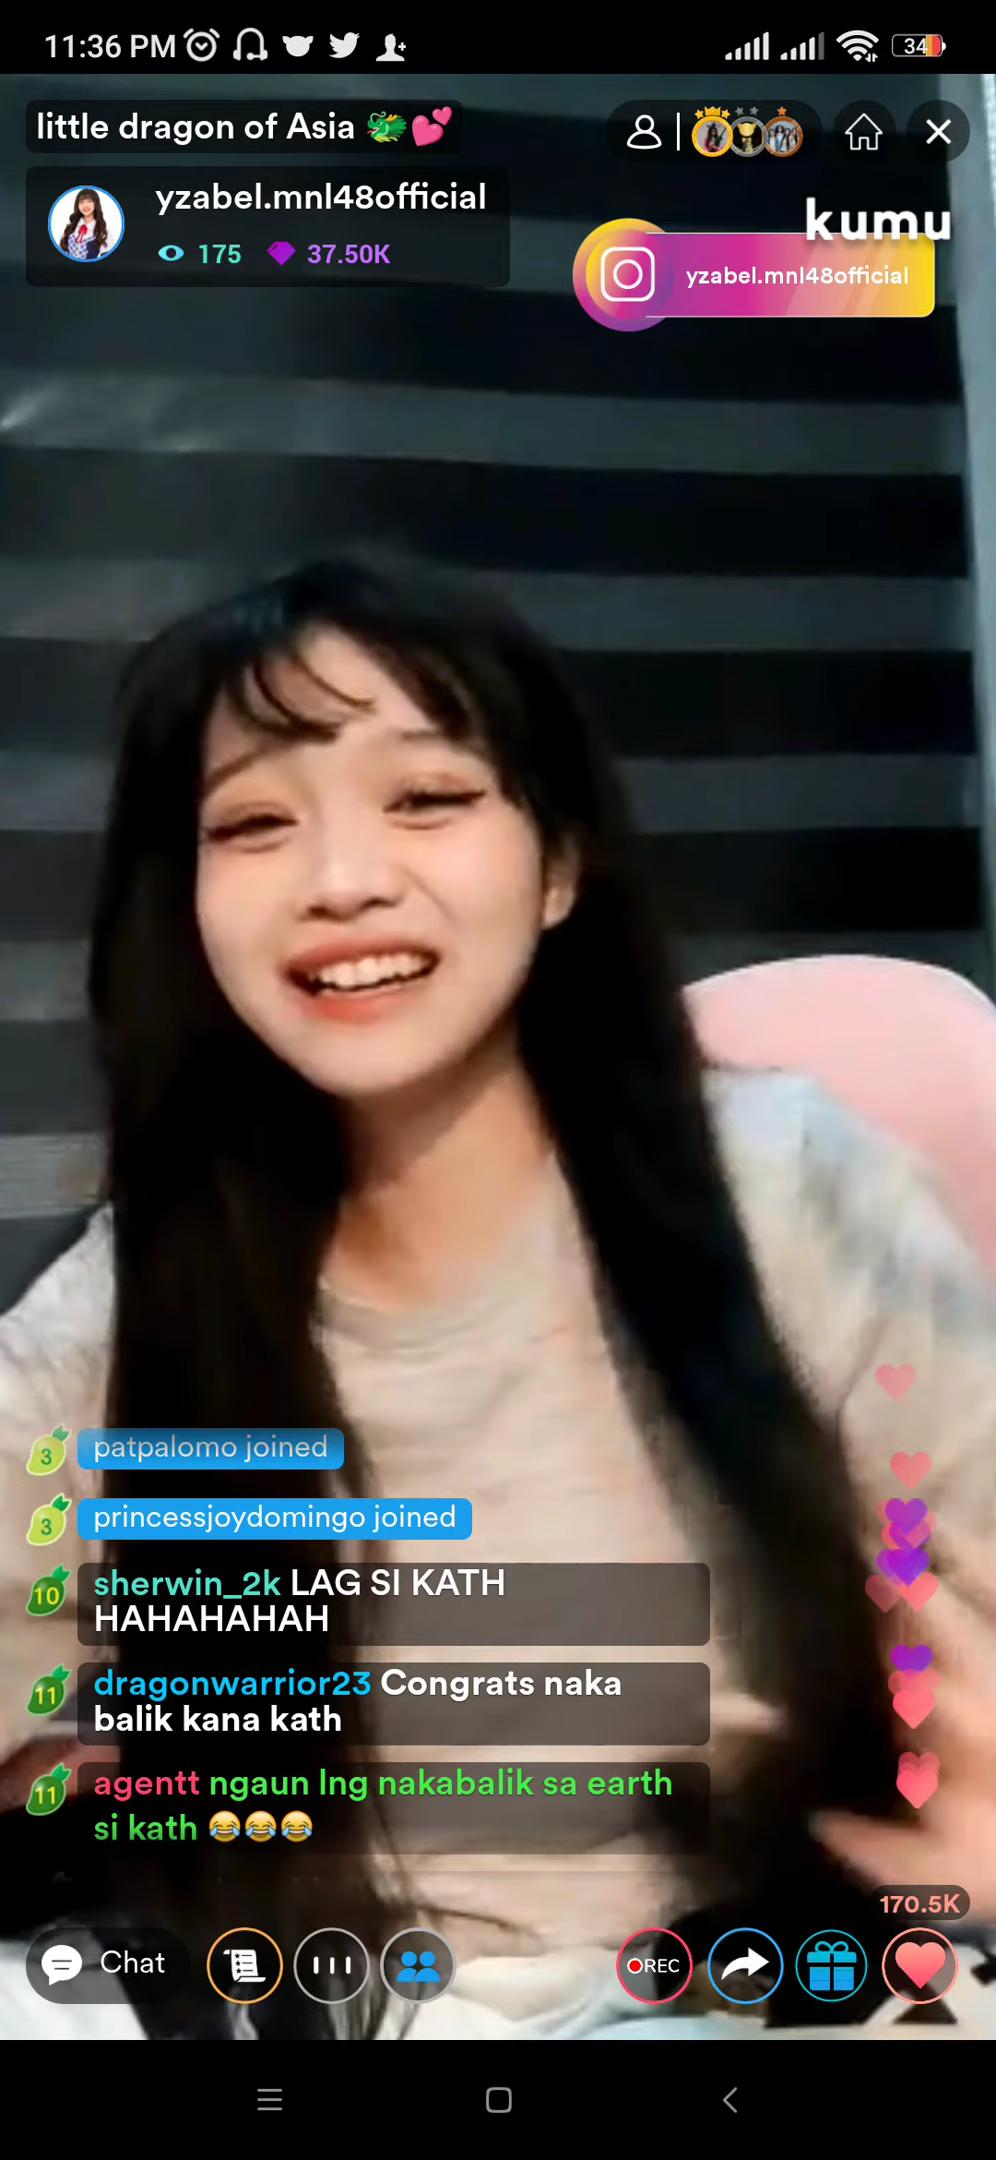 11:36 PM
34
little dragon of Asia 🐲💕
yzabel.mnl48official
175 37.50K
kumu
yzabel.mnl48official
3 patpalomo joined
3 princessjoydomingo joined
10 sherwin_2k LAG SI KATH
HAHAHAHAH
11 dragonwarrior23 Congrats naka
balik kana kath
11 agentt ngaun lng nakabalik sa earth
si kath 😂😂😂
170.5K
Chat
REC